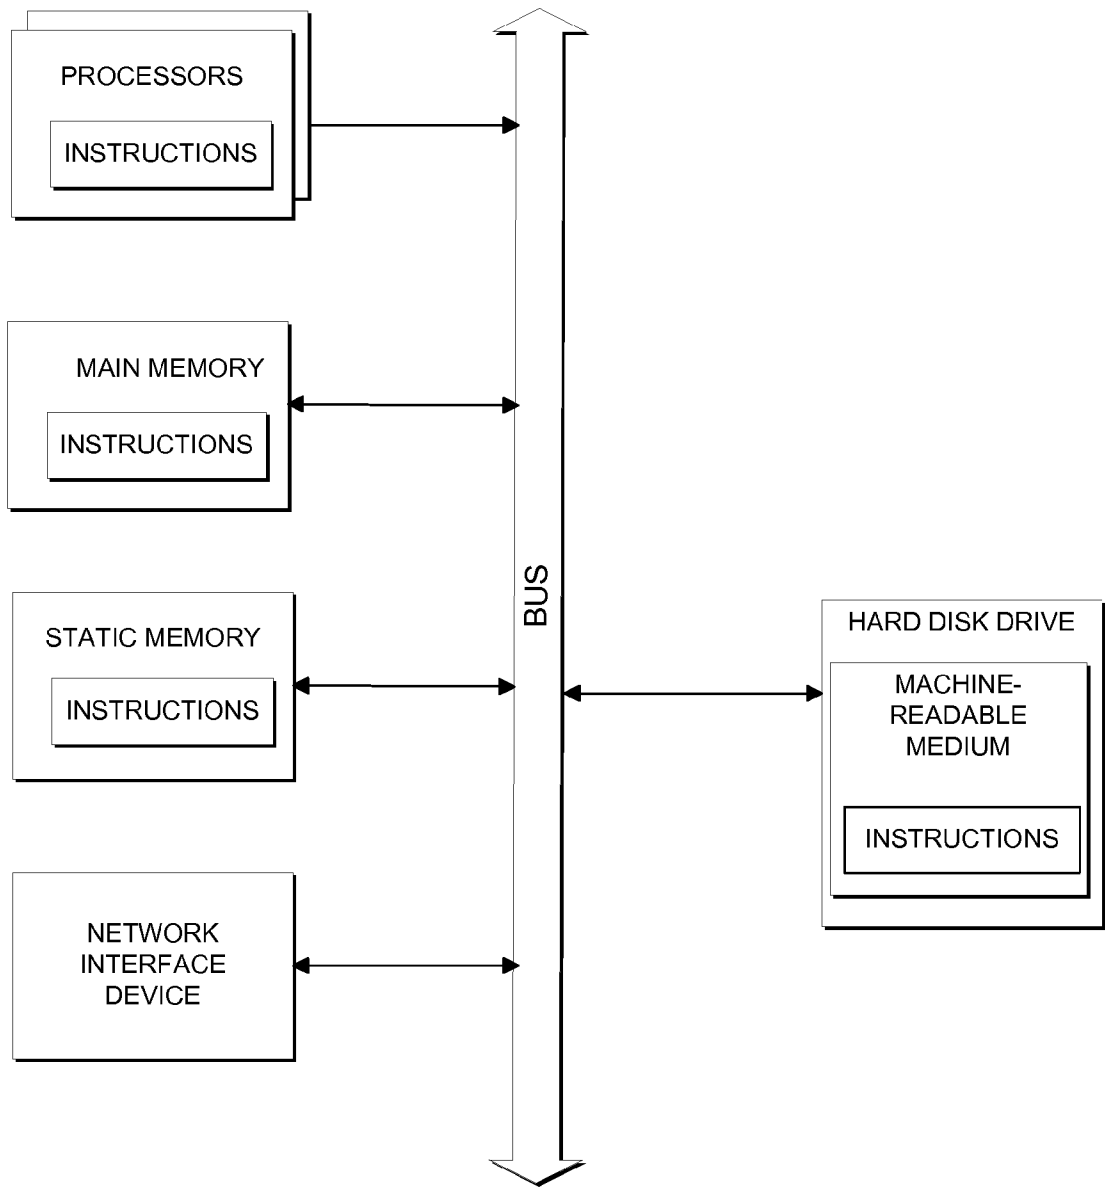 PROCESSORS
INSTRUCTIONS
MAIN MEMORY
INSTRUCTIONS
BUS
STATIC MEMORY
INSTRUCTIONS
HARD DISK DRIVE
MACHINE-
READABLE
MEDIUM
INSTRUCTIONS
NETWORK
INTERFACE
DEVICE